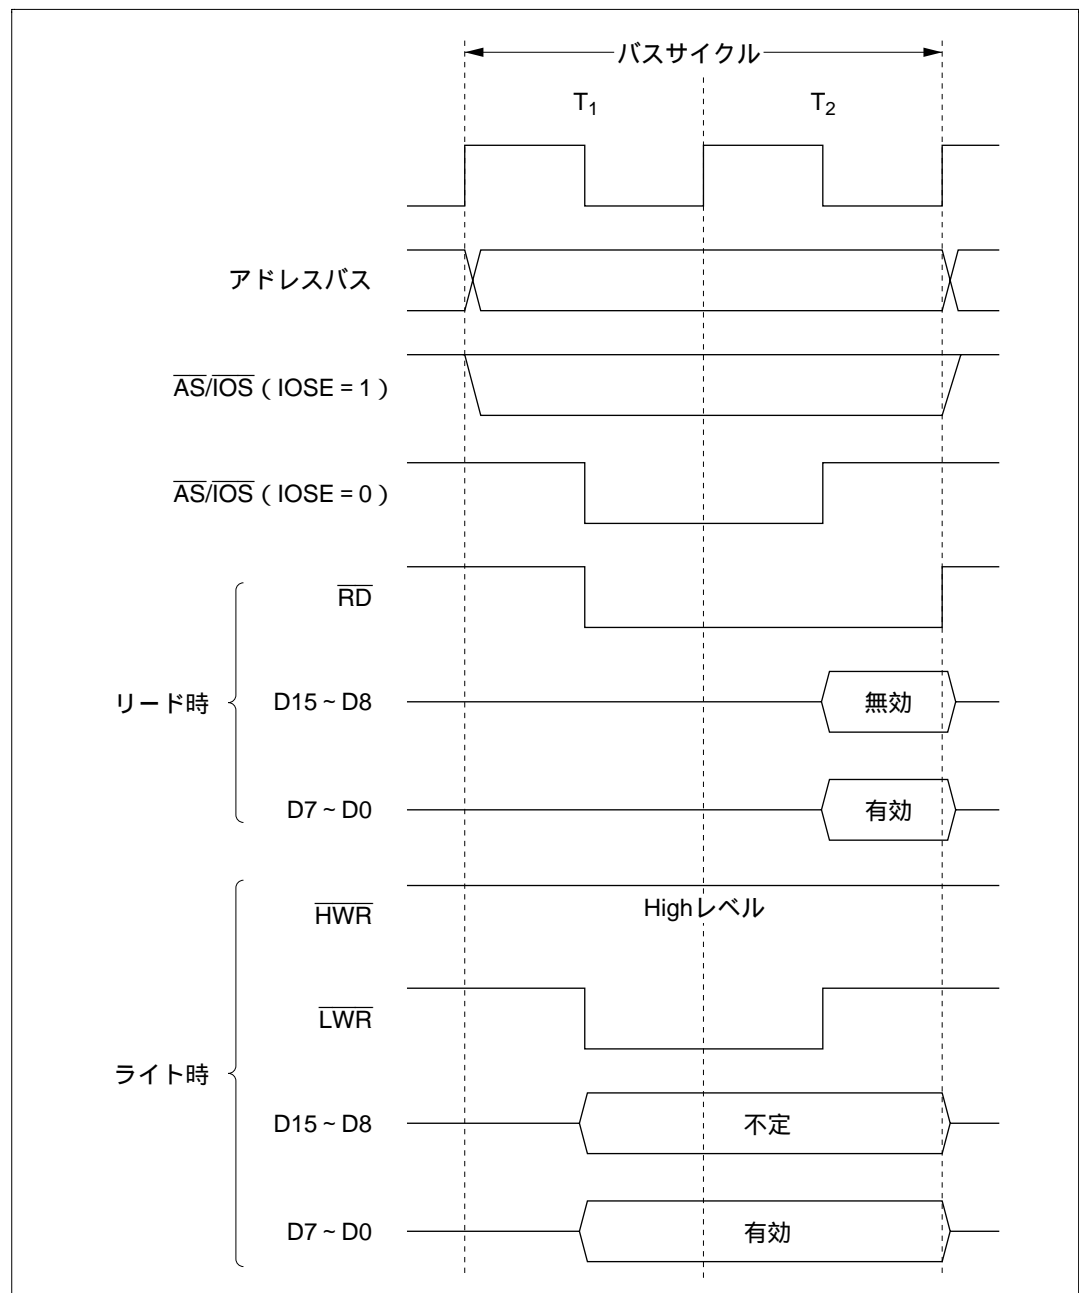 バスサイクル
T1 T2
アドレスバス
AS/IOS（IOSE = 1）
AS/IOS（IOSE = 0）
リード時
RD
D15 ~ D8 無効
D7 ~ D0 有効
ライト時
HWR Highレベル
LWR
D15 ~ D8 不定
D7 ~ D0 有効